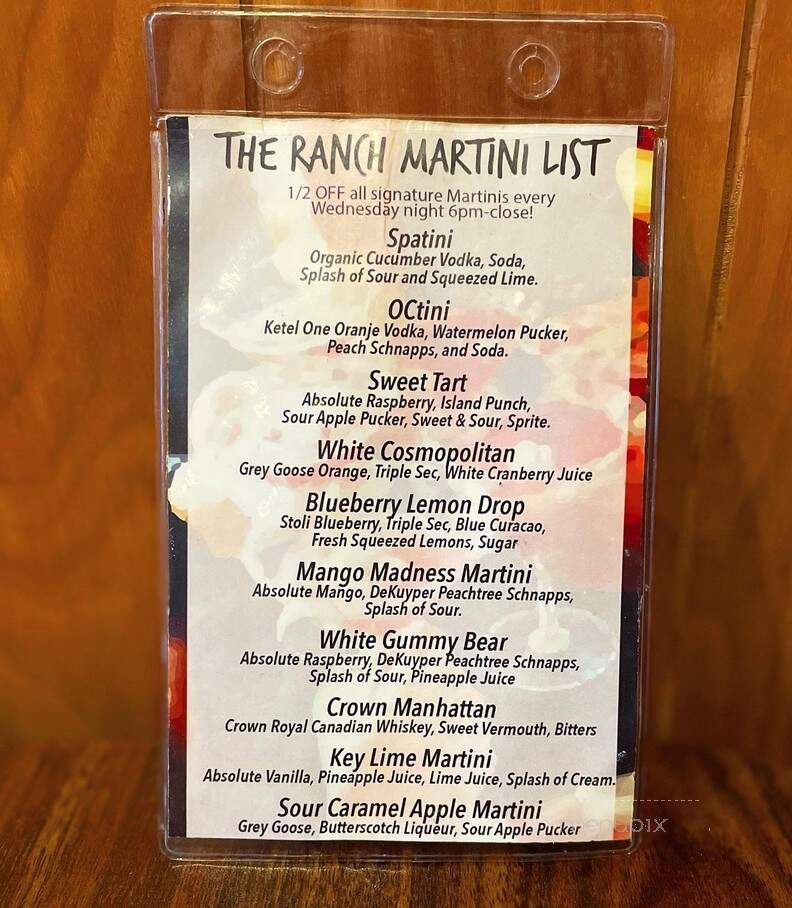 THE RANCH MARTINI LIST
1/2 OFF all signature Martinis every
Wednesday night 6pm-close!
Spatini
Organic Cucumber Vodka, Soda,
Splash of Sour and Squeezed Lime.
OCtini
Ketel One Oranje Vodka, Watermelon Pucker,
Peach Schnapps, and Soda.
Sweet Tart
Absolute Raspberry, Island Punch,
Sour Apple Pucker, Sweet & Sour, Sprite.
White Cosmopolitan
Grey Goose Orange, Triple Sec, White Cranberry Juice
Blueberry Lemon Drop
Stoli Blueberry, Triple Sec, Blue Curacao,
Fresh Squeezed Lemons, Sugar
Mango Madness Martini
Absolute Mango, DeKuyper Peachtree Schnapps,
Splash of Sour.
White Gummy Bear
Absolute Raspberry, DeKuyper Peachtree Schnapps,
Splash of Sour, Pineapple Juice
Crown Manhattan
Crown Royal Canadian Whiskey, Sweet Vermouth, Bitters
Key Lime Martini
Absolute Vanilla, Pineapple Juice, Lime Juice, Splash of Cream.
Sour Caramel Apple Martini
Grey Goose, Butterscotch Liqueur, Sour Apple Pucker